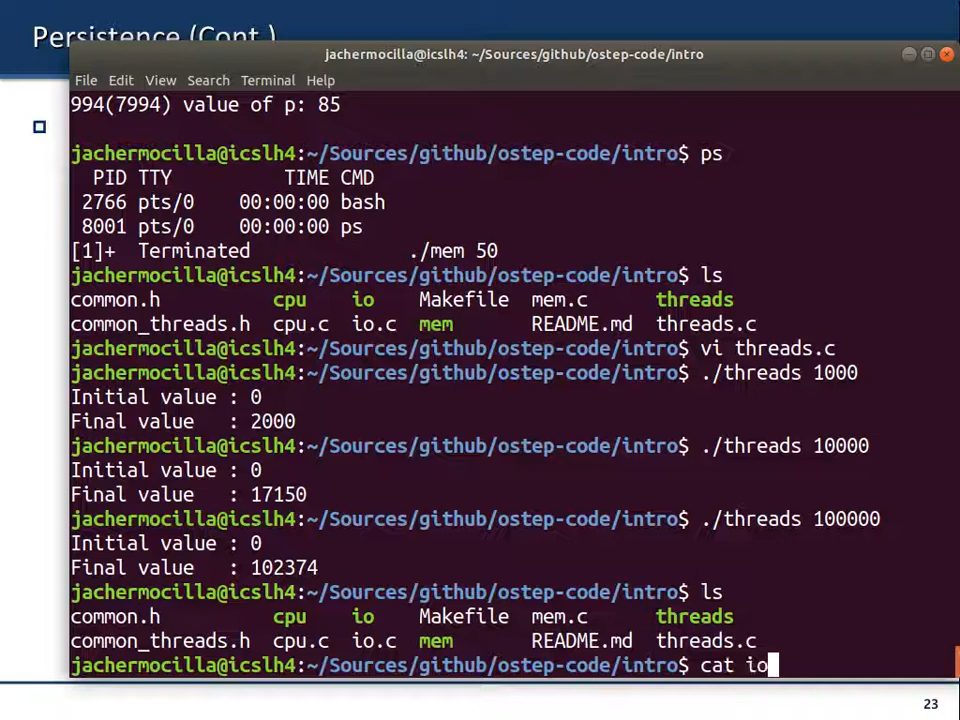 Persistence (Cont.)
jachermocilla@icslh4: ~/Sources/github/ostep-code/intro
File Edit View Search Terminal Help
994(7994) value of p: 85
jachermocilla@icslh4:~/Sources/github/ostep-code/intro$ ps
  PID TTY          TIME CMD
 2766 pts/0    00:00:00 bash
 8001 pts/0    00:00:00 ps
[1]+  Terminated              ./mem 50
jachermocilla@icslh4:~/Sources/github/ostep-code/intro$ ls
common.h          cpu    io    Makefile  mem.c      threads
common_threads.h  cpu.c  io.c  mem       README.md  threads.c
jachermocilla@icslh4:~/Sources/github/ostep-code/intro$ vi threads.c
jachermocilla@icslh4:~/Sources/github/ostep-code/intro$ ./threads 1000
Initial value : 0
Final value   : 2000
jachermocilla@icslh4:~/Sources/github/ostep-code/intro$ ./threads 10000
Initial value : 0
Final value   : 17150
jachermocilla@icslh4:~/Sources/github/ostep-code/intro$ ./threads 100000
Initial value : 0
Final value   : 102374
jachermocilla@icslh4:~/Sources/github/ostep-code/intro$ ls
common.h          cpu    io    Makefile  mem.c      threads
common_threads.h  cpu.c  io.c  mem       README.md  threads.c
jachermocilla@icslh4:~/Sources/github/ostep-code/intro$ cat io
23